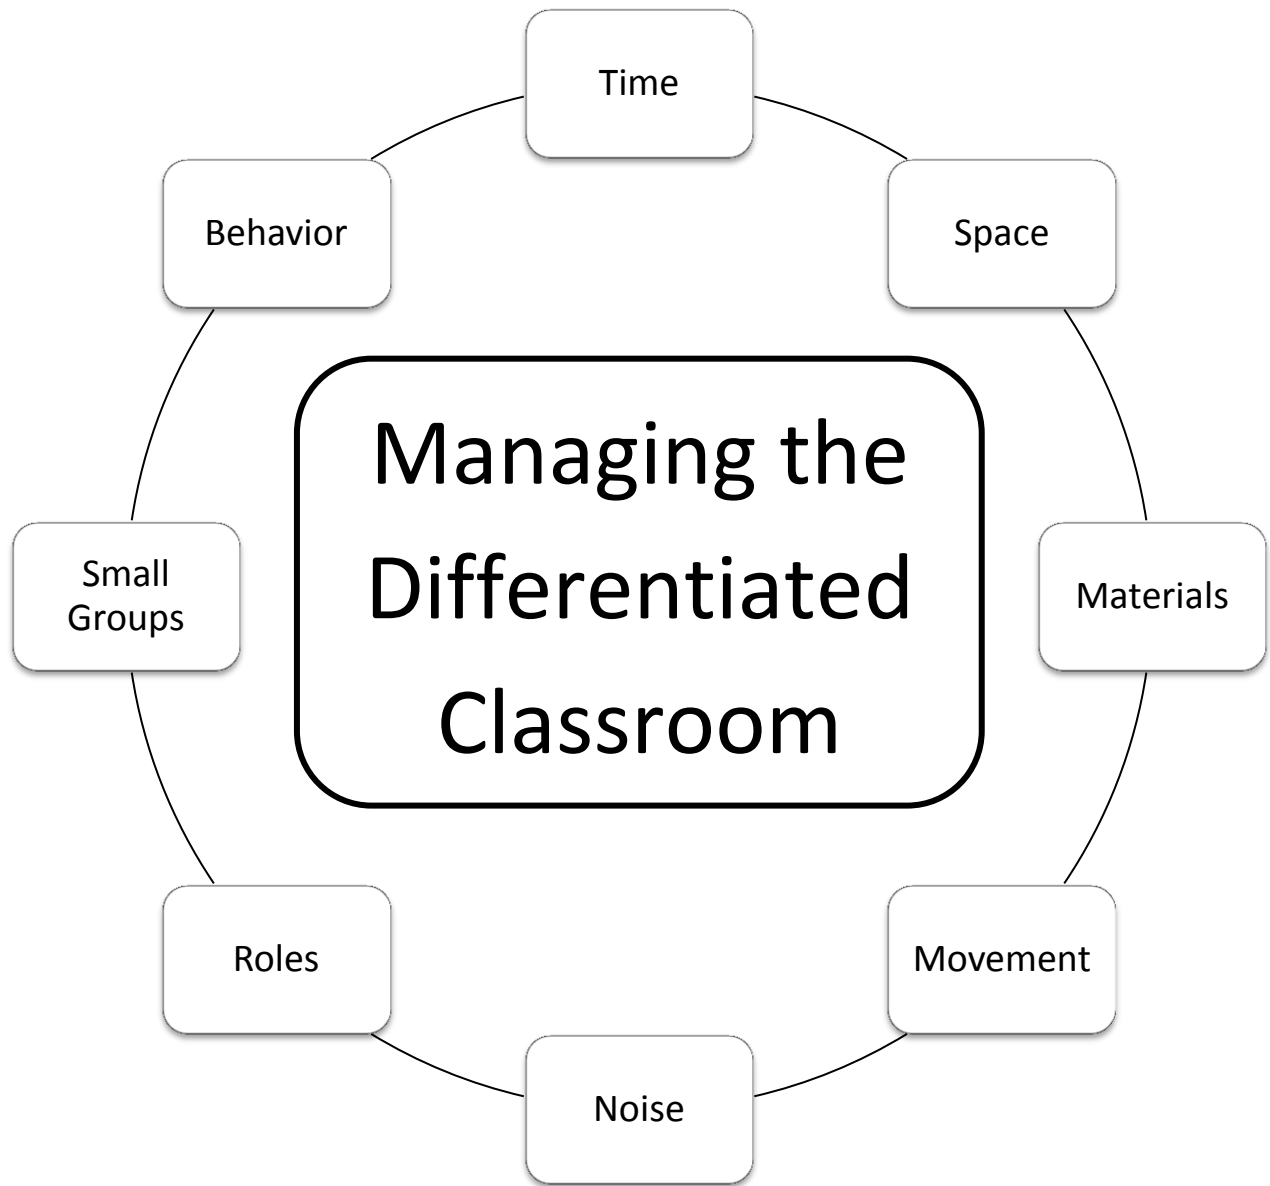 Time
Behavior
Space
Managing the
Differentiated
Classroom
Small
Groups
Materials
Roles
Movement
Noise